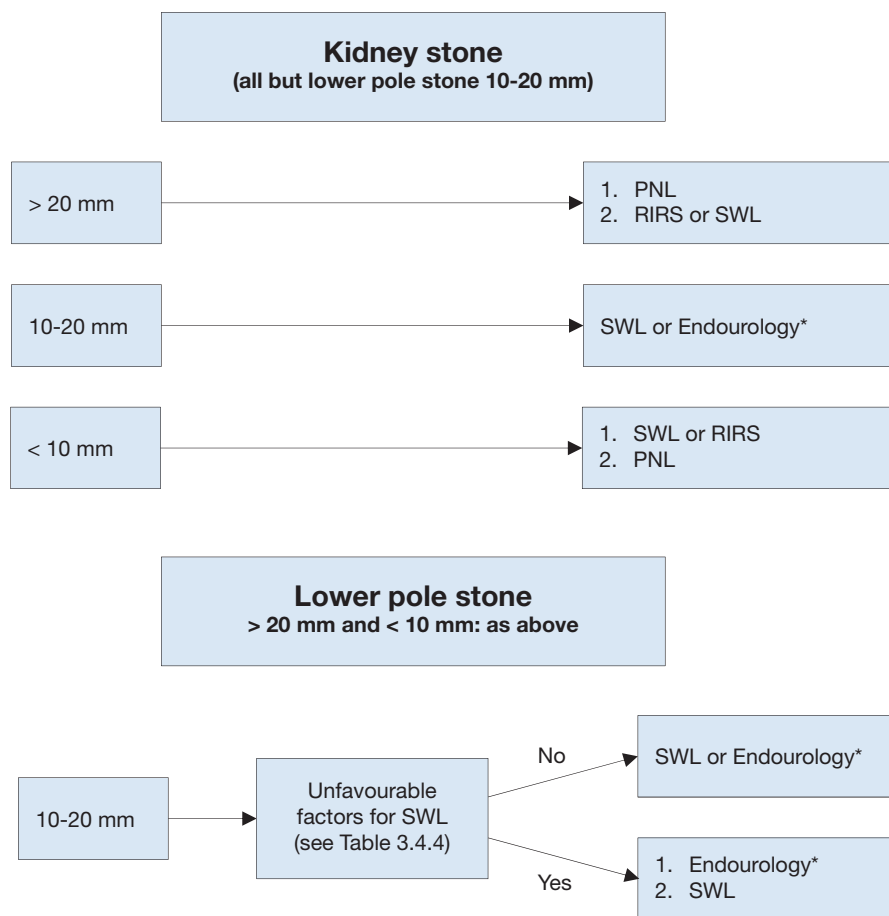 Kidney stone
(all but lower pole stone 10-20 mm)
> 20 mm
1. PNL
2. RIRS or SWL
10-20 mm
SWL or Endourology*
< 10 mm
1. SWL or RIRS
2. PNL
Lower pole stone
> 20 mm and < 10 mm: as above
10-20 mm
Unfavourable
factors for SWL
(see Table 3.4.4)
No
SWL or Endourology*
Yes
1. Endourology*
2. SWL